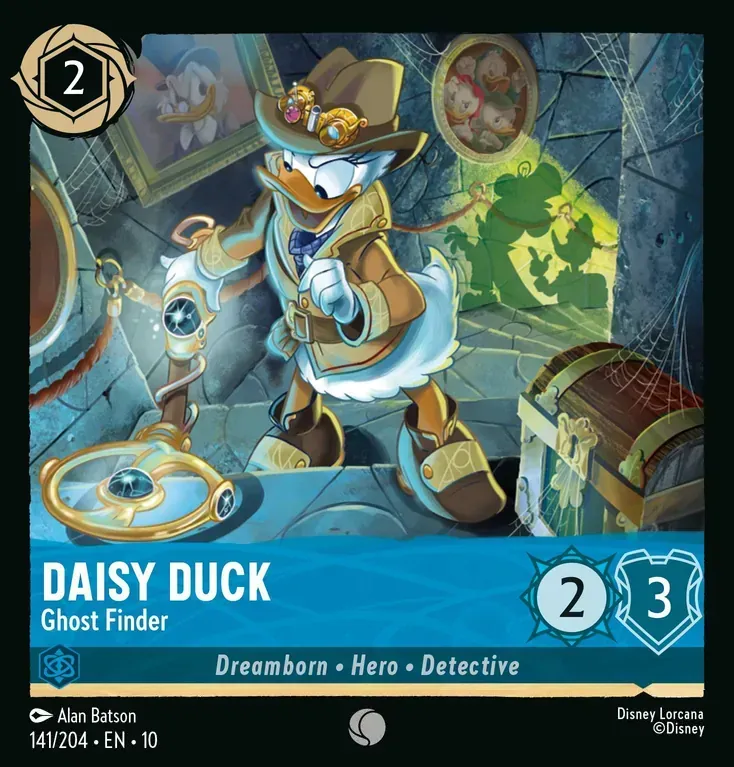 2
DAISY DUCK
Ghost Finder
2
3
Dreamborn • Hero • Detective
Alan Batson
141/204 • EN • 10
Disney Lorcana
©Disney